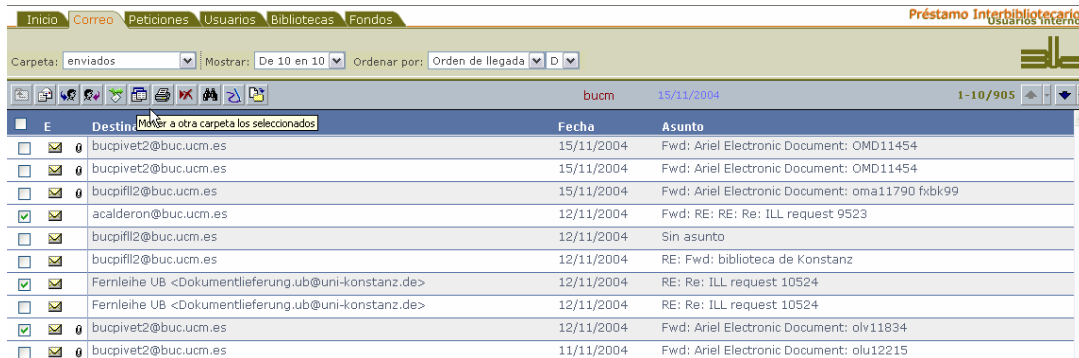 Inicio Correo Peticiones Usuarios Bibliotecas Fondos
Préstamo Interbibliotecario
Usuarios interno
Carpeta: enviados Mostrar: De 10 en 10 Ordenar por: Orden de llegada D
bucm 15/11/2004 1-10/905
Mover a otra carpeta los seleccionados
E Destina Fecha Asunto
bucpivet2@buc.ucm.es 15/11/2004 Fwd: Ariel Electronic Document: OMD11454
bucpivet2@buc.ucm.es 15/11/2004 Fwd: Ariel Electronic Document: OMD11454
bucpifll2@buc.ucm.es 15/11/2004 Fwd: Ariel Electronic Document: oma11790 fxbk99
acalderon@buc.ucm.es 12/11/2004 Fwd: RE: RE: Re: ILL request 9523
bucpifll2@buc.ucm.es 12/11/2004 Sin asunto
bucpifll2@buc.ucm.es 12/11/2004 RE: Fwd: biblioteca de Konstanz
Fernleihe UB <Dokumentlieferung.ub@uni-konstanz.de> 12/11/2004 RE: Re: ILL request 10524
Fernleihe UB <Dokumentlieferung.ub@uni-konstanz.de> 12/11/2004 RE: Re: ILL request 10524
bucpivet2@buc.ucm.es 12/11/2004 Fwd: Ariel Electronic Document: olv11834
bucpivet2@buc.ucm.es 11/11/2004 Fwd: Ariel Electronic Document: olu12215